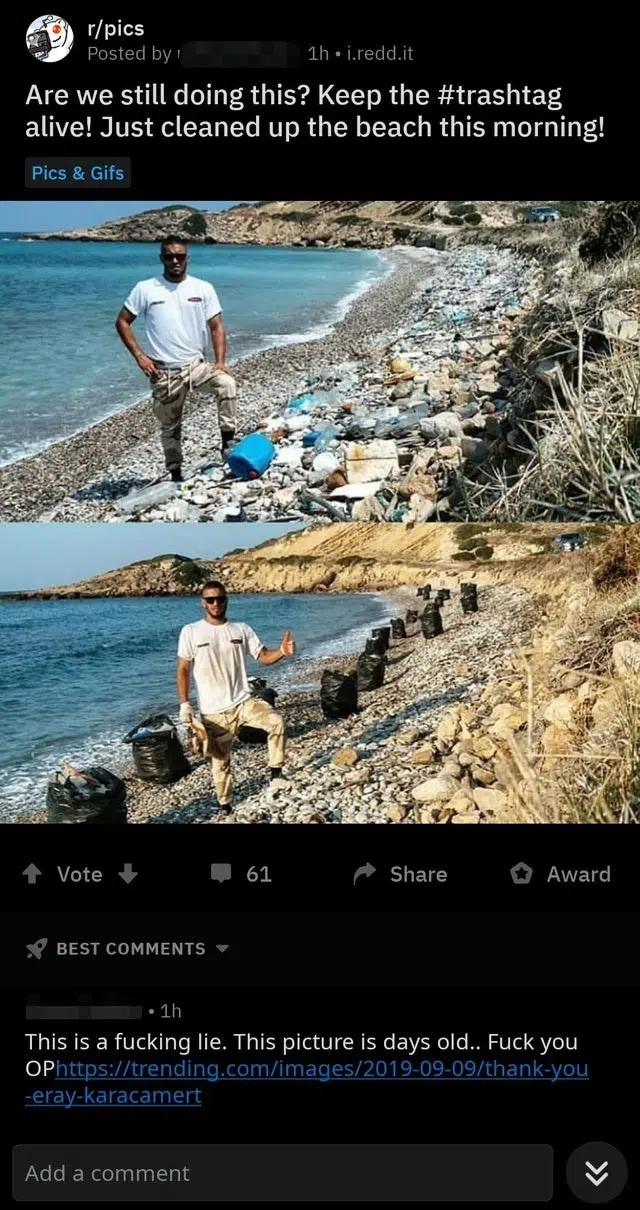 r/pics
Posted by
1h • i.redd.it
Are we still doing this? Keep the #trashtag
alive! Just cleaned up the beach this morning!
Pics & Gifs
Vote
61
Share
Award
BEST COMMENTS
• 1h
This is a fucking lie. This picture is days old.. Fuck you
OPhttps://trending.com/images/2019-09-09/thank-you
-eray-karacamert
Add a comment